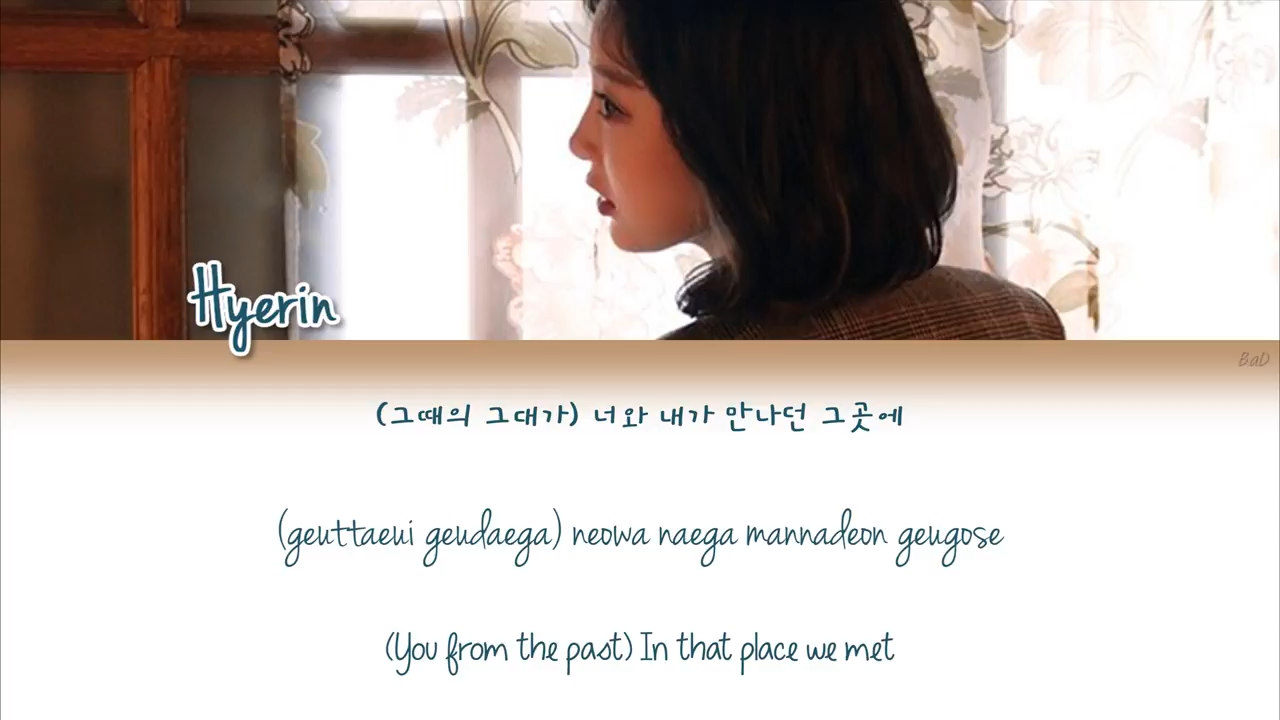 Hyerin
BaD
(그때의 그대가) 너와 내가 만나던 그곳에
(geuttaeui geudaega) neowa naega mannadeon geugose
(You from the past) In that place we met